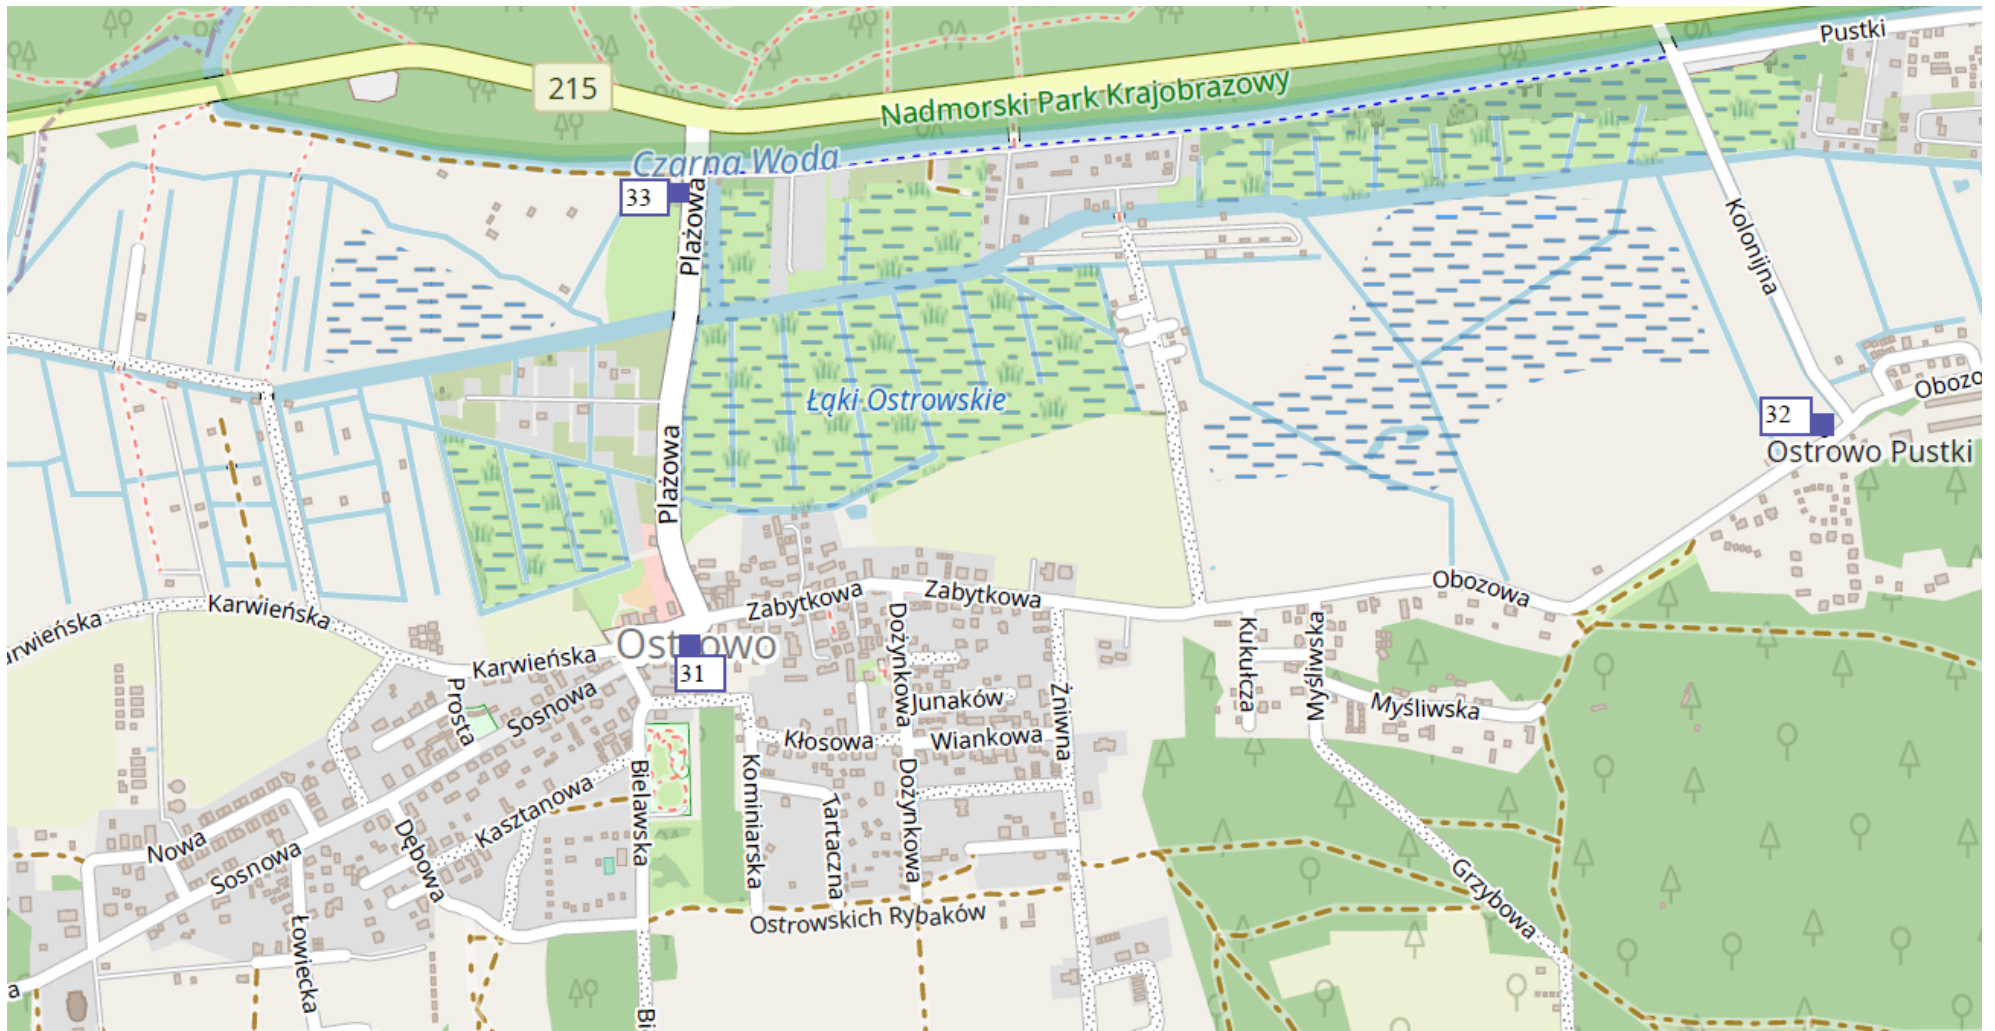 Pustki
215
Nadmorski Park Krajobrazowy
Czarna Woda
33
Plażowa
Kolonijna
Łąki Ostrowskie
Obozo
32
Ostrowo Pustki
Plażowa
Zabytkowa
Zabytkowa
Obozowa
Karwieńska
arwieńska
Karwieńska
Ostrowo
31
Dożynkowa
Kukułcza
Myśliwska
Myśliwska
Prosta
Sosnowa
Junaków
Żniwna
Kłosowa
Wiankowa
Bielawska
Kominiarska
Tartaczna
Dożynkowa
Kasztanowa
Nowa
Sosnowa
Dębowa
Grzybowa
Ostrowskich Rybaków
Łowiecka
a
Bi